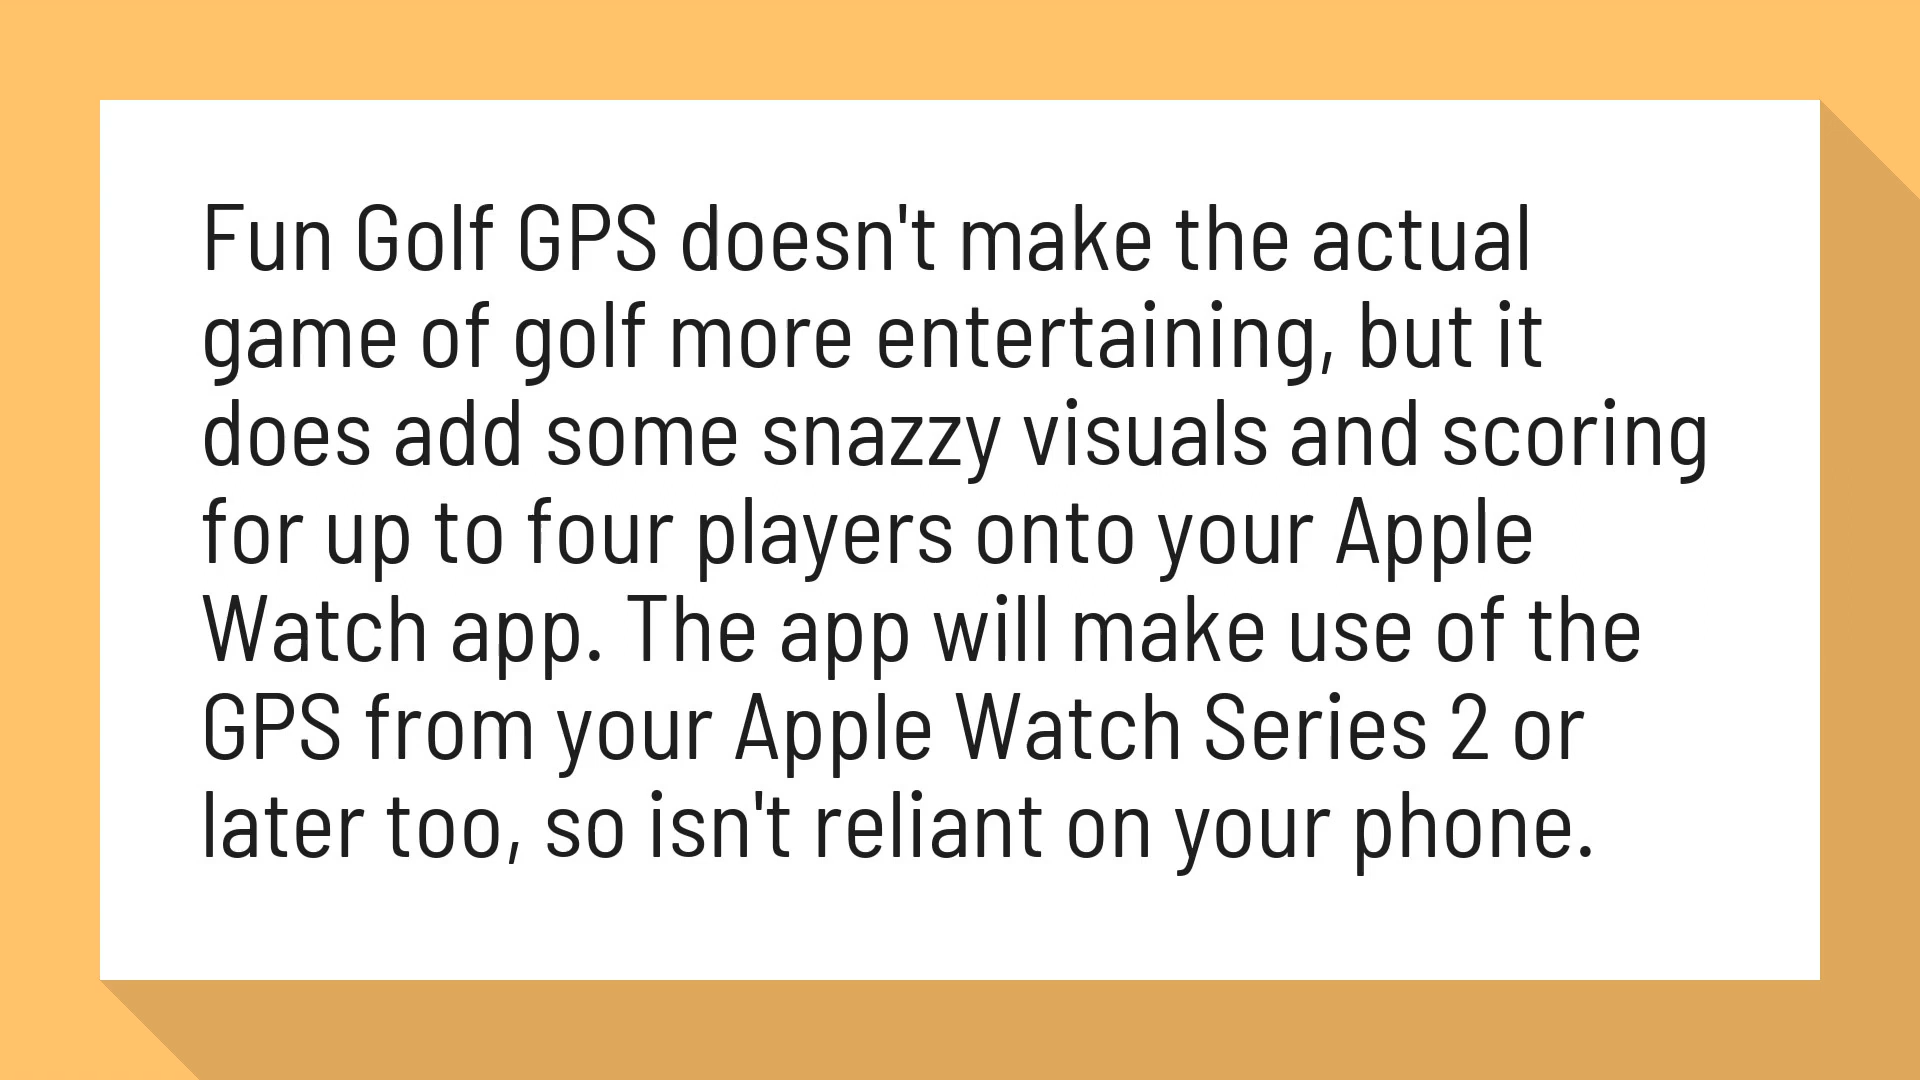 Fun Golf GPS doesn't make the actual
game of golf more entertaining, but it
does add some snazzy visuals and scoring
for up to four players onto your Apple
Watch app. The app will make use of the
GPS from your Apple Watch Series 2 or
later too, so isn't reliant on your phone.